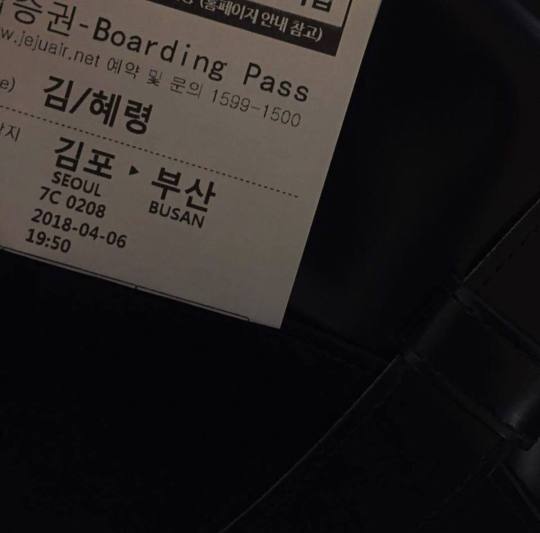 (홈페이지 안내 참고)
승권-Boarding Pass
w.jejuair.net 예약 및 문의 1599-1500
e)
김/혜령
지
김포 ▸ 부산
SEOUL BUSAN
7C 0208
2018-04-06
19:50